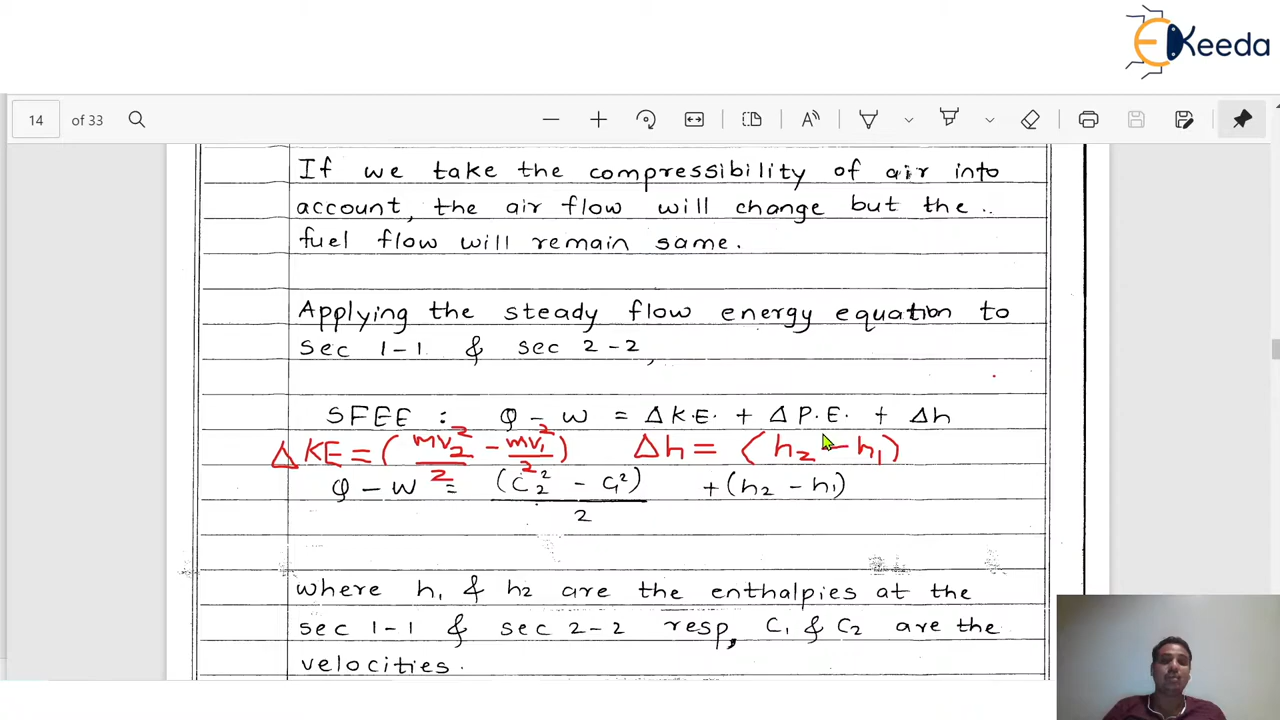 EKeeda
14 of 33
If we take the compressibility of air into
account, the air flow will change but the ..
fuel flow will remain same.
Applying the steady flow energy equation to
sec 1-1 & sec 2-2,
SFEE : Q - W = ΔK.E. + ΔP.E. + Δh
ΔKE = (mv₂²/2 - mv₁²/2) Δh = (h₂ - h₁)
Q - W = (C₂² - C₁²)/2 + (h₂ - h₁)
where h₁ & h₂ are the enthalpies at the
sec 1-1 & sec 2-2 resp, C₁ & C₂ are the
velocities.